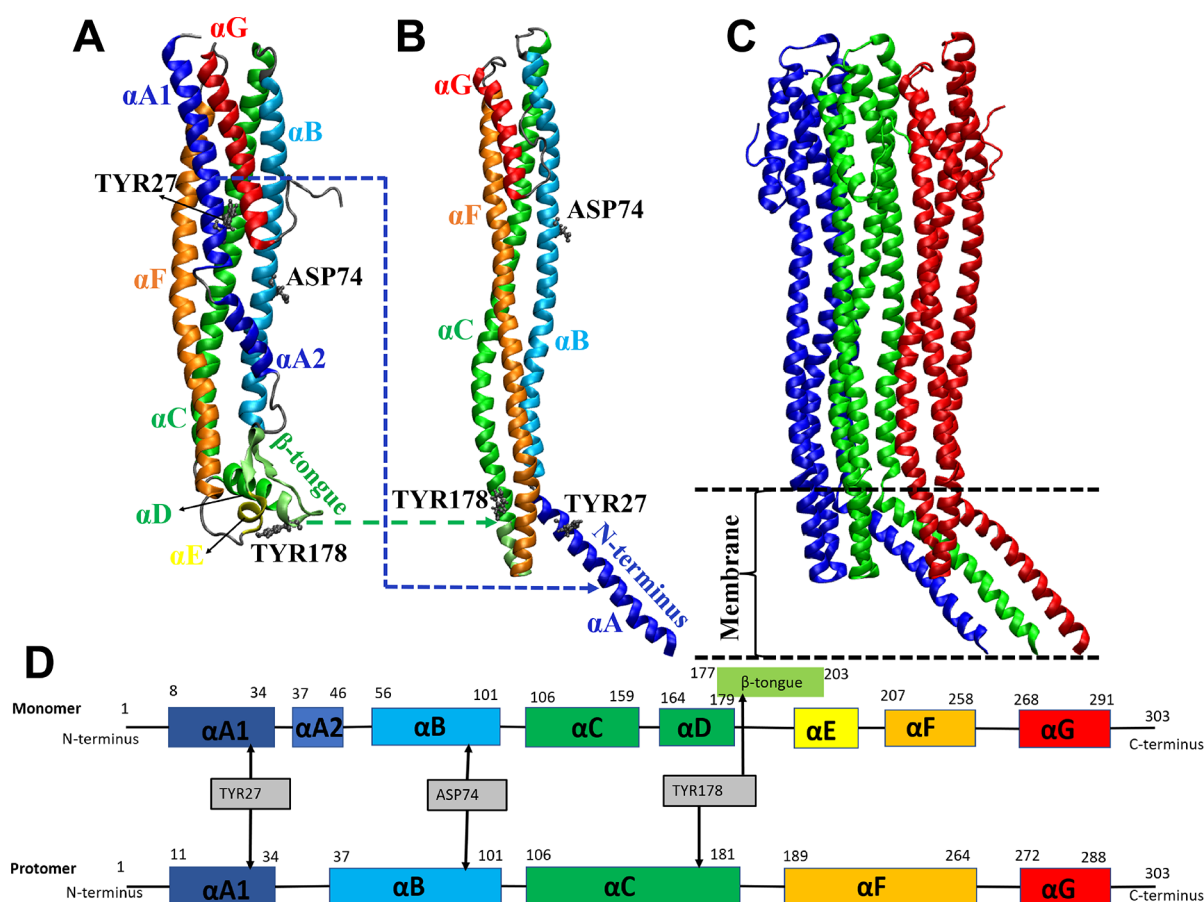 A
B
C
αG
αA1
αB
TYR27
αF
ASP74
αA2
αC
β-tongue
αD
αE
TYR178
αG
αF
ASP74
αC
αB
TYR178
TYR27
N-terminus
αA
Membrane
D
Monomer
1
N-terminus
8
34
37
46
56
101
106
159
164
179
177
β-tongue
203
207
258
268
291
303
C-terminus
αA1
αA2
αB
αC
αD
αE
αF
αG
TYR27
ASP74
TYR178
Protomer
1
N-terminus
11
34
37
101
106
181
189
264
272
288
303
C-terminus
αA1
αB
αC
αF
αG